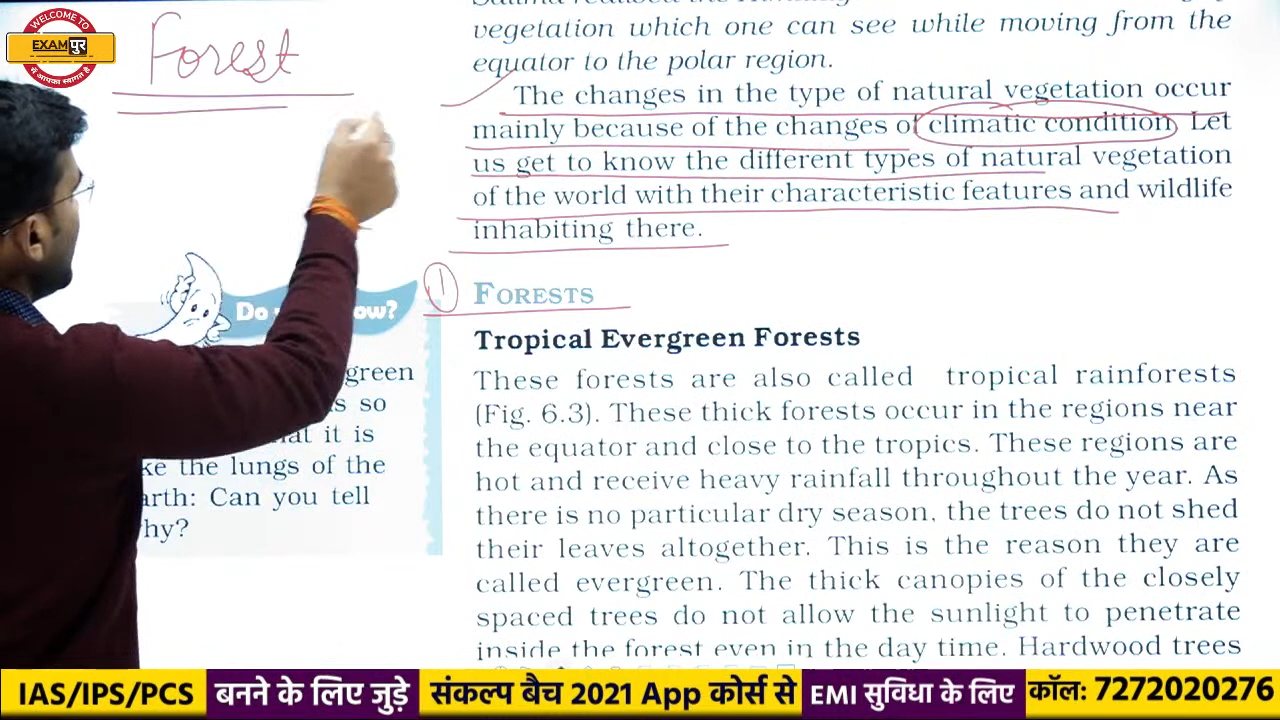 WELCOME TO
EXAMपुर
में आपका स्वागत है
Forest
vegetation which one can see while moving from the
equator to the polar region.
The changes in the type of natural vegetation occur
mainly because of the changes of climatic condition. Let
us get to know the different types of natural vegetation
of the world with their characteristic features and wildlife
inhabiting there.
1 FORESTS
Do
green
s so
it is
the lungs of the
Can you tell
Tropical Evergreen Forests
These forests are also called tropical rainforests
(Fig. 6.3). These thick forests occur in the regions near
the equator and close to the tropics. These regions are
hot and receive heavy rainfall throughout the year. As
there is no particular dry season, the trees do not shed
their leaves altogether. This is the reason they are
called evergreen. The thick canopies of the closely
spaced trees do not allow the sunlight to penetrate
inside the forest even in the day time. Hardwood trees
IAS/IPS/PCS बनने के लिए जुड़े संकल्प बैच 2021 App कोर्स से EMI सुविधा के लिए कॉल: 7272020276